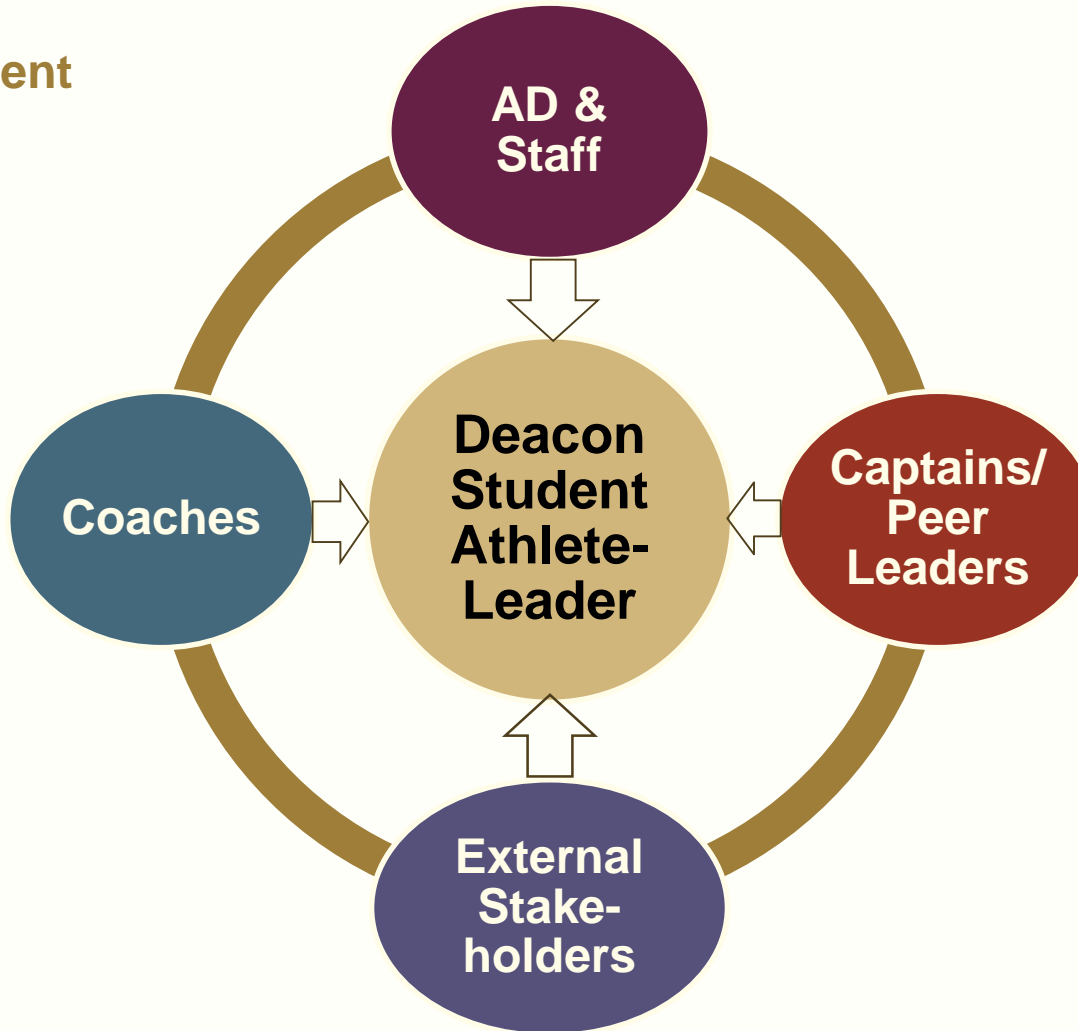 ent
AD &
Staff
Deacon
Student
Athlete-
Leader
Coaches
Captains/
Peer
Leaders
External
Stake-
holders